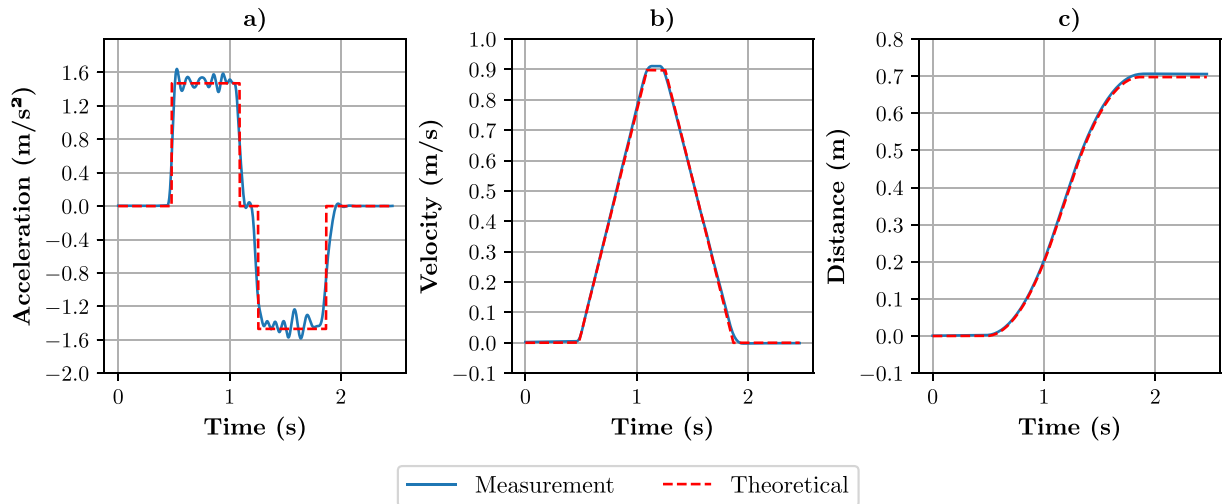 a)
Acceleration (m/s²)
1.6
1.2
0.8
0.4
0.0
−0.4
−0.8
−1.2
−1.6
−2.0
0 1 2
Time (s)
b)
Velocity (m/s)
1.0
0.9
0.8
0.7
0.6
0.5
0.4
0.3
0.2
0.1
0.0
−0.1
0 1 2
Time (s)
c)
Distance (m)
0.8
0.7
0.6
0.5
0.4
0.3
0.2
0.1
0.0
−0.1
0 1 2
Time (s)
Measurement Theoretical